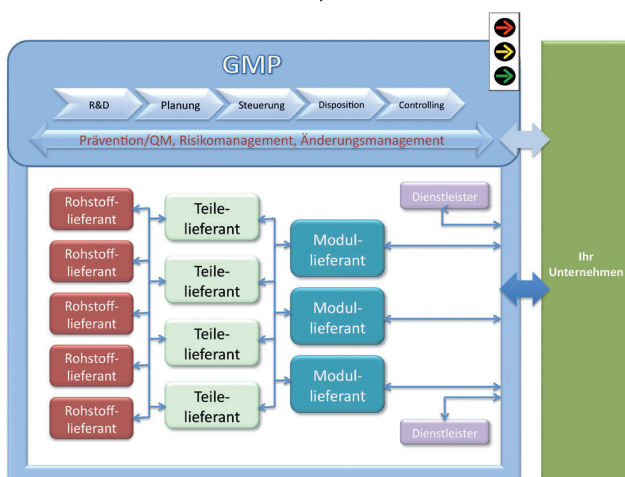 GMP
R&D
Planung
Steuerung
Disposition
Controlling
Prävention/QM, Risikomanagement, Änderungsmanagement
Rohstoff-
lieferant
Rohstoff-
lieferant
Rohstoff-
lieferant
Rohstoff-
lieferant
Rohstoff-
lieferant
Teile-
lieferant
Teile-
lieferant
Teile-
lieferant
Teile-
lieferant
Modul-
lieferant
Modul-
lieferant
Modul-
lieferant
Dienstleister
Dienstleister
Ihr
Unternehmen